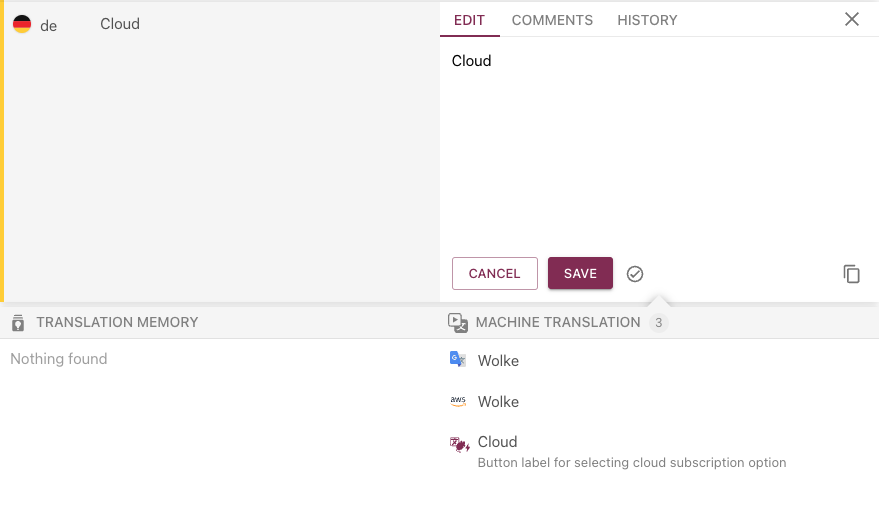 de Cloud
EDIT COMMENTS HISTORY
Cloud
CANCEL SAVE
TRANSLATION MEMORY
Nothing found
MACHINE TRANSLATION 3
G Wolke
aws Wolke
Cloud
Button label for selecting cloud subscription option